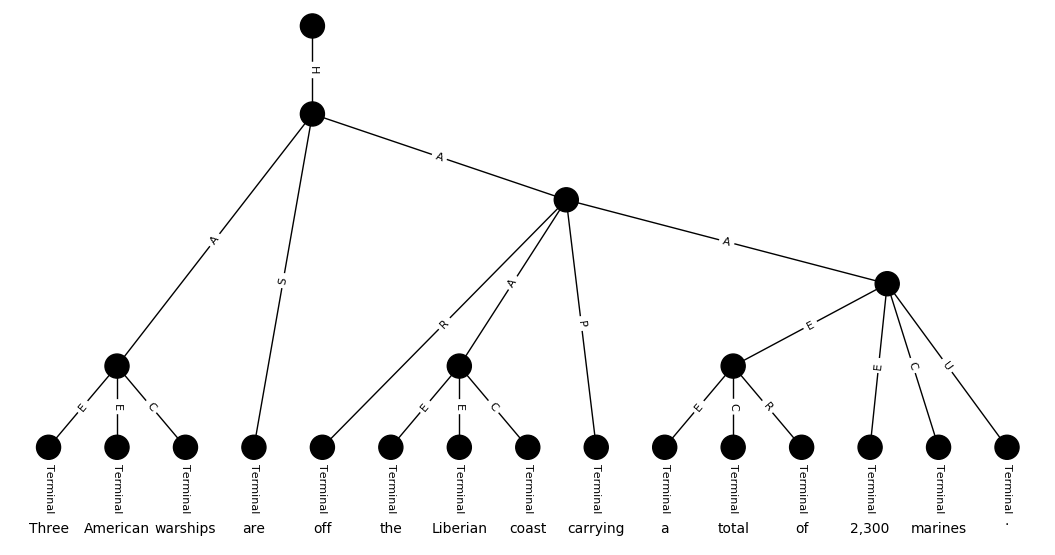 H
A
A
S
A
R
A
P
E
E
C
U
E
E
C
E
E
C
E
C
R
Terminal Terminal Terminal Terminal Terminal Terminal Terminal Terminal Terminal Terminal Terminal Terminal Terminal Terminal Terminal
Three American warships are off the Liberian coast carrying a total of 2,300 marines .